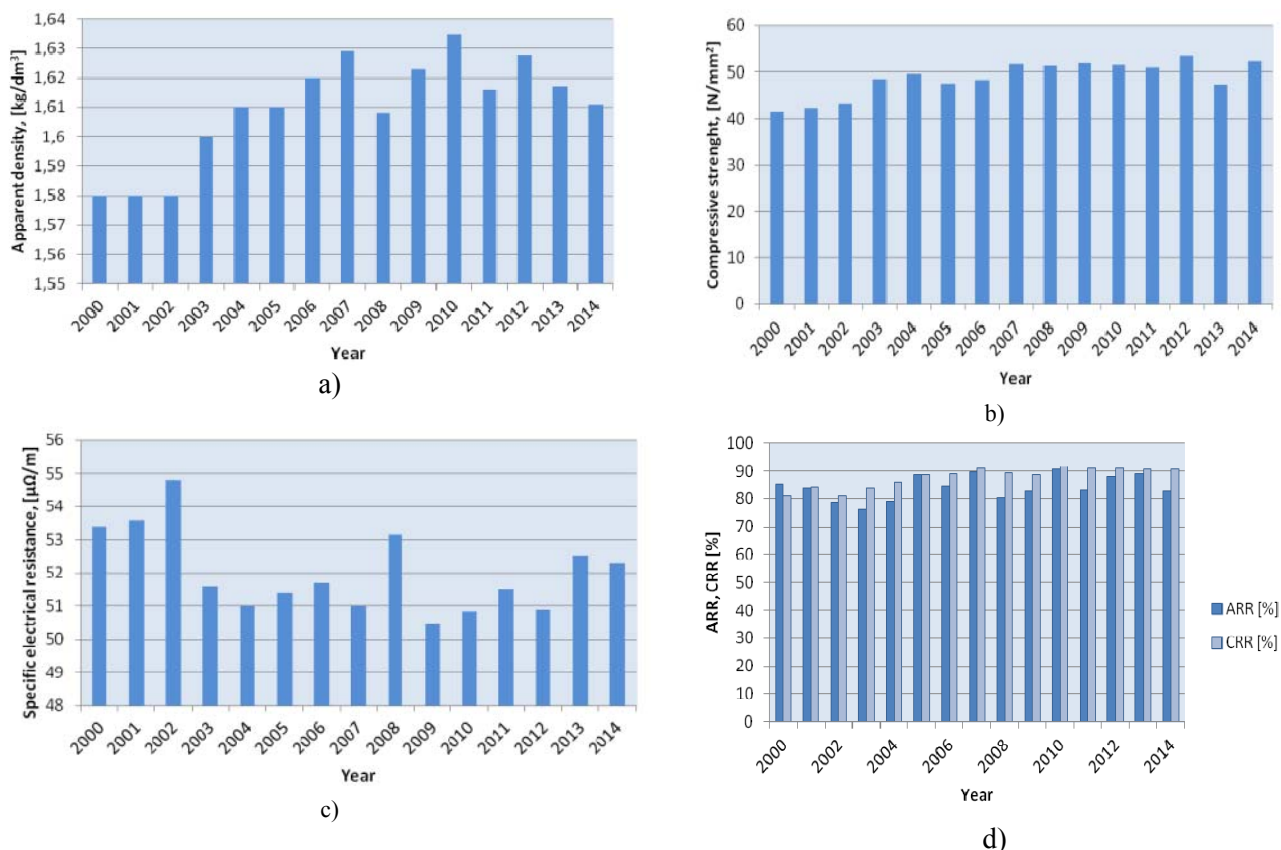 Apparent density, [kg/dm³]
1,64
1,63
1,62
1,61
1,6
1,59
1,58
1,57
1,56
1,55
2000 2001 2002 2003 2004 2005 2006 2007 2008 2009 2010 2011 2012 2013 2014
Year
a)
Compressive strenght, [N/mm²]
60
50
40
30
20
10
0
2000 2001 2002 2003 2004 2005 2006 2007 2008 2009 2010 2011 2012 2013 2014
Year
b)
Specific electrical resistance, [μΩ/m]
56
55
54
53
52
51
50
49
48
2000 2001 2002 2003 2004 2005 2006 2007 2008 2009 2010 2011 2012 2013 2014
Year
c)
ARR, CRR [%]
100
90
80
70
60
50
40
30
20
10
0
2000 2002 2004 2006 2008 2010 2012 2014
Year
ARR [%]
CRR [%]
d)